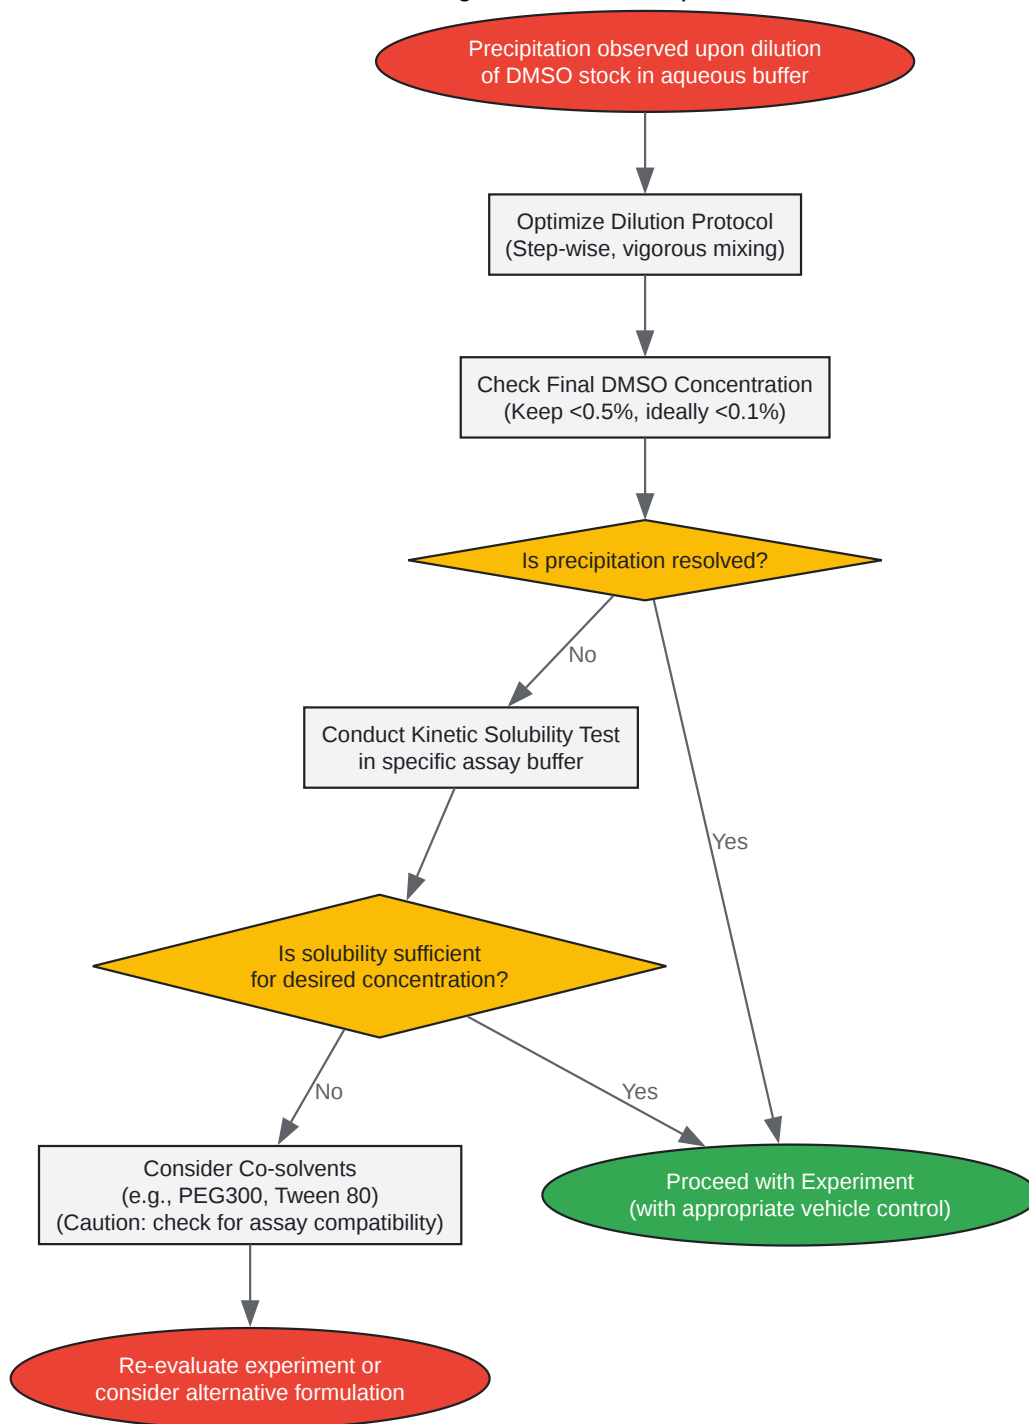 Precipitation observed upon dilution
of DMSO stock in aqueous buffer
Optimize Dilution Protocol
(Step-wise, vigorous mixing)
Check Final DMSO Concentration
(Keep <0.5%, ideally <0.1%)
Is precipitation resolved?
No
Conduct Kinetic Solubility Test
in specific assay buffer
Yes
Is solubility sufficient
for desired concentration?
No
Yes
Consider Co-solvents
(e.g., PEG300, Tween 80)
(Caution: check for assay compatibility)
Proceed with Experiment
(with appropriate vehicle control)
Re-evaluate experiment or
consider alternative formulation